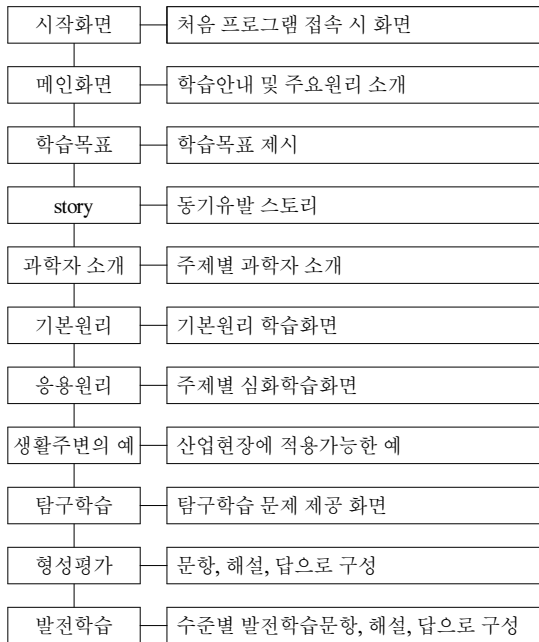 시작화면 처음 프로그램 접속 시 화면
메인화면 학습안내 및 주요원리 소개
학습목표 학습목표 제시
story 동기유발 스토리
과학자 소개 주제별 과학자 소개
기본원리 기본원리 학습화면
응용원리 주제별 심화학습화면
생활주변의 예 산업현장에 적용가능한 예
탐구학습 탐구학습 문제 제공 화면
형성평가 문항, 해설, 답으로 구성
발전학습 수준별 발전학습문항, 해설, 답으로 구성